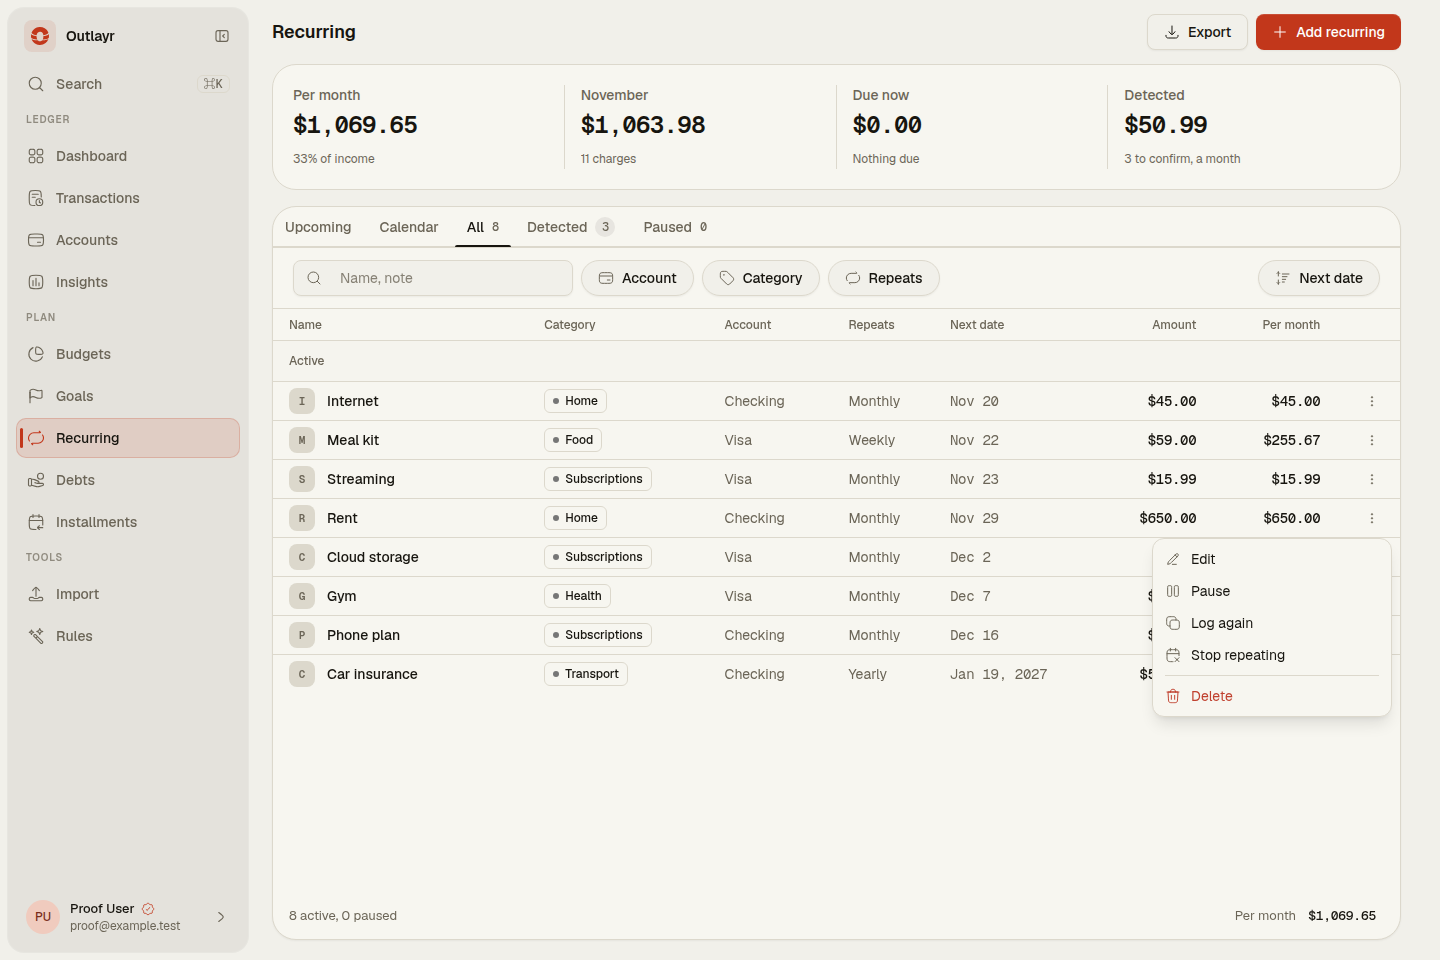 Outlayr
Search ⌘K
LEDGER
Dashboard
Transactions
Accounts
Insights
PLAN
Budgets
Goals
Recurring
Debts
Installments
TOOLS
Import
Rules
PU
Proof User
proof@example.test
Recurring
Export
Add recurring
Per month
$1,069.65
33% of income
November
$1,063.98
11 charges
Due now
$0.00
Nothing due
Detected
$50.99
3 to confirm, a month
Upcoming Calendar All 8 Detected 3 Paused 0
Name, note Account Category Repeats Next date
Name Category Account Repeats Next date Amount Per month
Active
I Internet Home Checking Monthly Nov 20 $45.00 $45.00
M Meal kit Food Visa Weekly Nov 22 $59.00 $255.67
S Streaming Subscriptions Visa Monthly Nov 23 $15.99 $15.99
R Rent Home Checking Monthly Nov 29 $650.00 $650.00
C Cloud storage Subscriptions Visa Monthly Dec 2
G Gym Health Visa Monthly Dec 7 $
P Phone plan Subscriptions Checking Monthly Dec 16 $
C Car insurance Transport Checking Yearly Jan 19, 2027 $5
Edit
Pause
Log again
Stop repeating
Delete
8 active, 0 paused
Per month $1,069.65